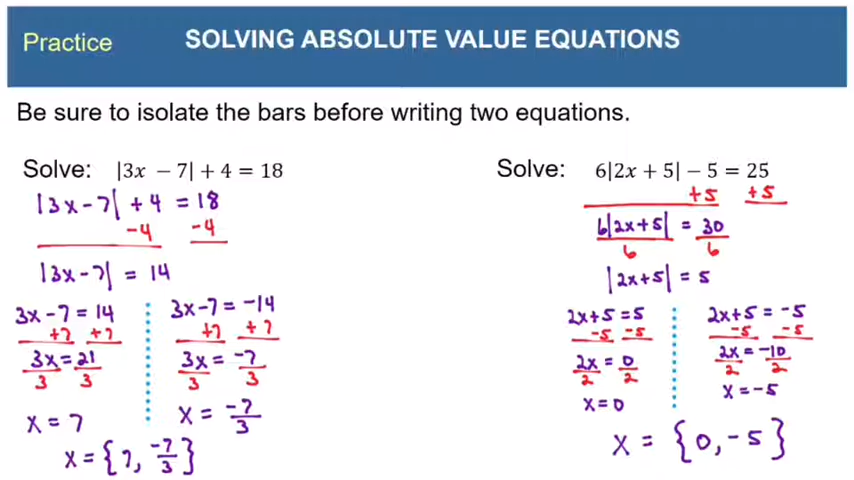 Practice SOLVING ABSOLUTE VALUE EQUATIONS
Be sure to isolate the bars before writing two equations.
Solve: |3x − 7| + 4 = 18
|3x-7| + 4 = 18
-4 -4
|3x-7| = 14
3x-7 = 14
+7 +7
3x = 21
3 3
x = 7
3x-7 = -14
+7 +7
3x = -7
3 3
x = -7/3
x = {7, -7/3}
Solve: 6|2x + 5| − 5 = 25
+5 +5
6|2x+5| = 30
6 6
|2x+5| = 5
2x+5 = 5
-5 -5
2x = 0
2 2
x = 0
2x+5 = -5
-5 -5
2x = -10
2 2
x = -5
x = {0, -5}